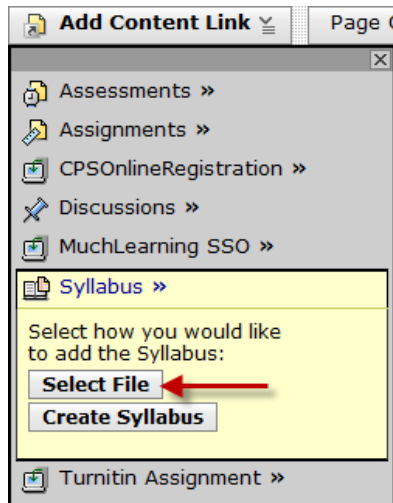 Add Content Link
Page
Assessments »
Assignments »
CPSOnlineRegistration »
Discussions »
MuchLearning SSO »
Syllabus »
Select how you would like
to add the Syllabus:
Select File
Create Syllabus
Turnitin Assignment »